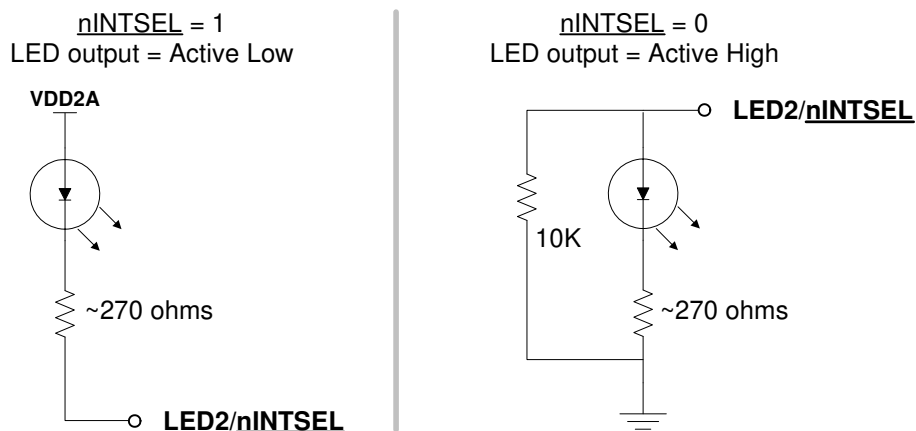 nINTSEL = 1
LED output = Active Low
VDD2A
~270 ohms
LED2/nINTSEL
nINTSEL = 0
LED output = Active High
LED2/nINTSEL
10K
~270 ohms